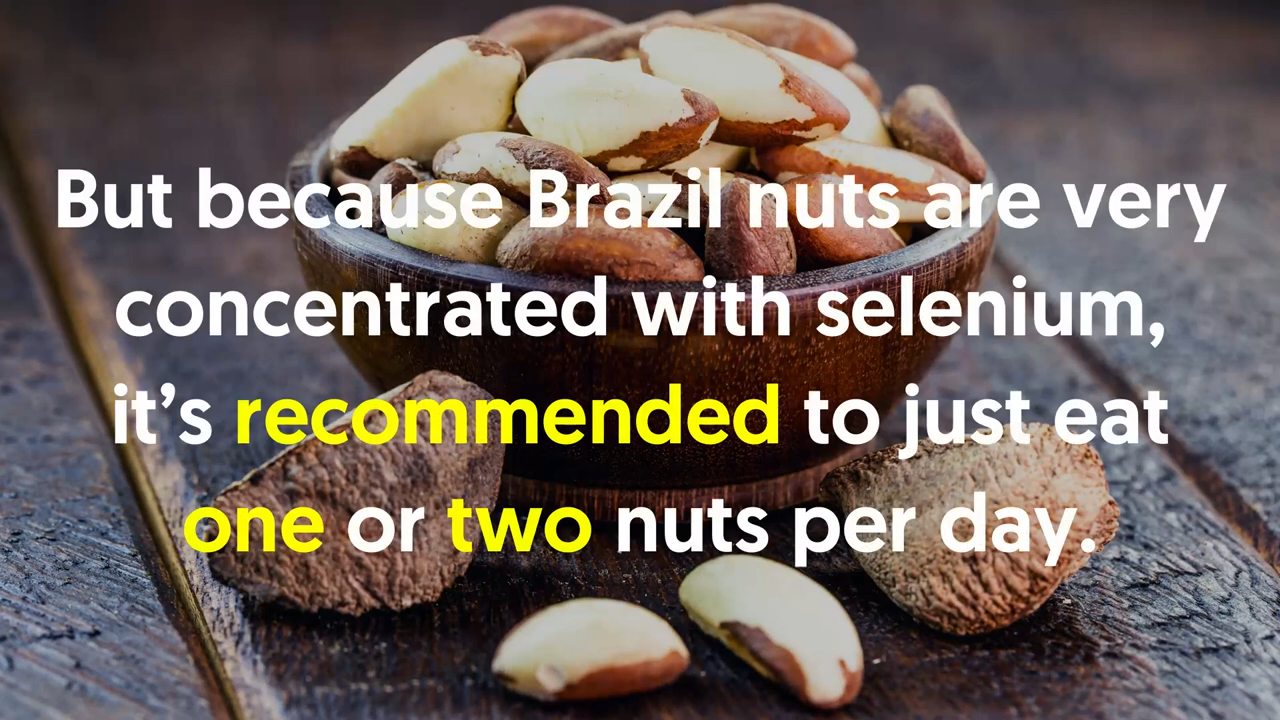 But because Brazil nuts are very
concentrated with selenium,
it’s recommended to just eat
one or two nuts per day.